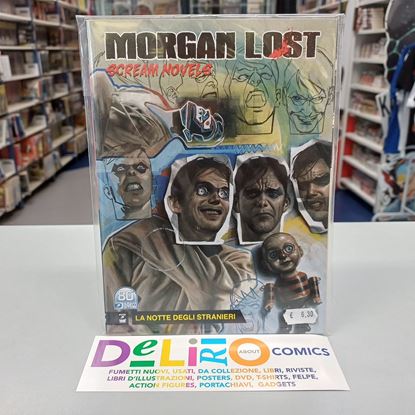 MORGAN LOST
SCREAM NOVELS
80
LA NOTTE DEGLI STRANIERI
€ 6,30
DeLiRiO ABOUT COMICS
FUMETTI NUOVI, USATI, DA COLLEZIONE, LIBRI, RIVISTE,
LIBRI D'ILLUSTRAZIONI, POSTERS, DVD, T-SHIRTS, FELPE,
ACTION FIGURES, PORTACHIAVI, GADGETS